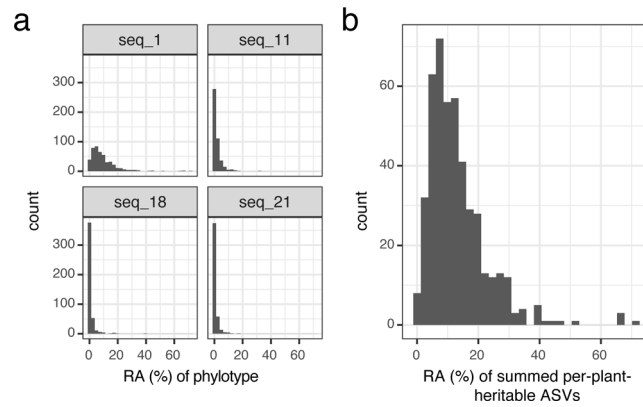 a
seq_1
seq_11
300
200
100
0
seq_18
seq_21
300
200
100
0
count
0 20 40 60
0 20 40 60
RA (%) of phylotype
b
60
40
20
0
count
0 20 40 60
RA (%) of summed per-plant-
heritable ASVs